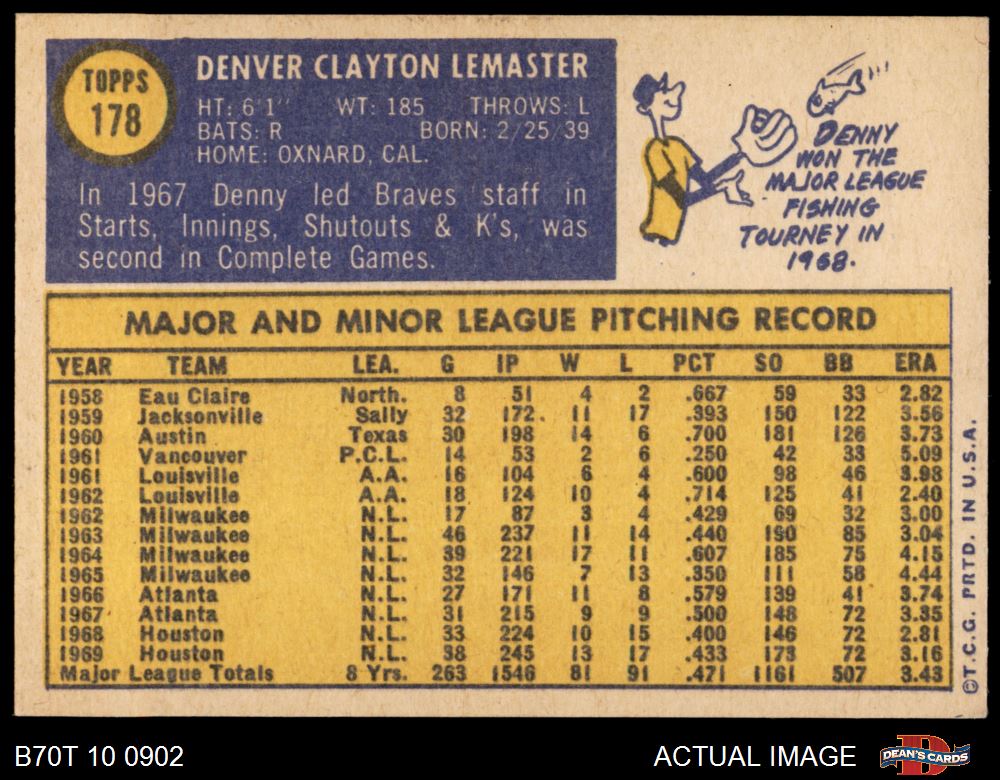 TOPPS
178
DENVER CLAYTON LEMASTER
HT: 6'1" WT: 185 THROWS: L
BATS: R BORN: 2/25/39
HOME: OXNARD, CAL.
In 1967 Denny led Braves staff in
Starts, Innings, Shutouts & K's, was
second in Complete Games.
DENNY
WON THE
MAJOR LEAGUE
FISHING
TOURNEY IN
1968.
MAJOR AND MINOR LEAGUE PITCHING RECORD
YEAR TEAM LEA. G IP W L PCT SO BB ERA
1958 Eau Claire North. 8 51 4 2 .667 59 33 2.82
1959 Jacksonville Sally 32 172 11 17 .393 150 122 3.56
1960 Austin Texas 30 198 14 6 .700 181 126 3.73
1961 Vancouver P.C.L. 14 53 2 6 .250 42 33 5.09
1961 Louisville A.A. 16 104 6 4 .600 98 46 3.98
1962 Louisville A.A. 18 124 10 4 .714 125 41 2.40
1962 Milwaukee N.L. 17 87 3 4 .429 69 32 3.00
1963 Milwaukee N.L. 46 237 11 14 .440 190 85 3.04
1964 Milwaukee N.L. 39 221 17 11 .607 185 75 4.15
1965 Milwaukee N.L. 32 146 7 13 .350 111 58 4.44
1966 Atlanta N.L. 27 171 11 8 .579 139 41 3.74
1967 Atlanta N.L. 31 215 9 9 .500 148 72 3.35
1968 Houston N.L. 33 224 10 15 .400 146 72 2.81
1969 Houston N.L. 38 245 13 17 .433 173 72 3.16
Major League Totals 8 Yrs. 263 1546 81 91 .471 1161 507 3.43
©T.C.G. PRTD. IN U.S.A.
B70T 10 0902
ACTUAL IMAGE
DEAN'S CARDS